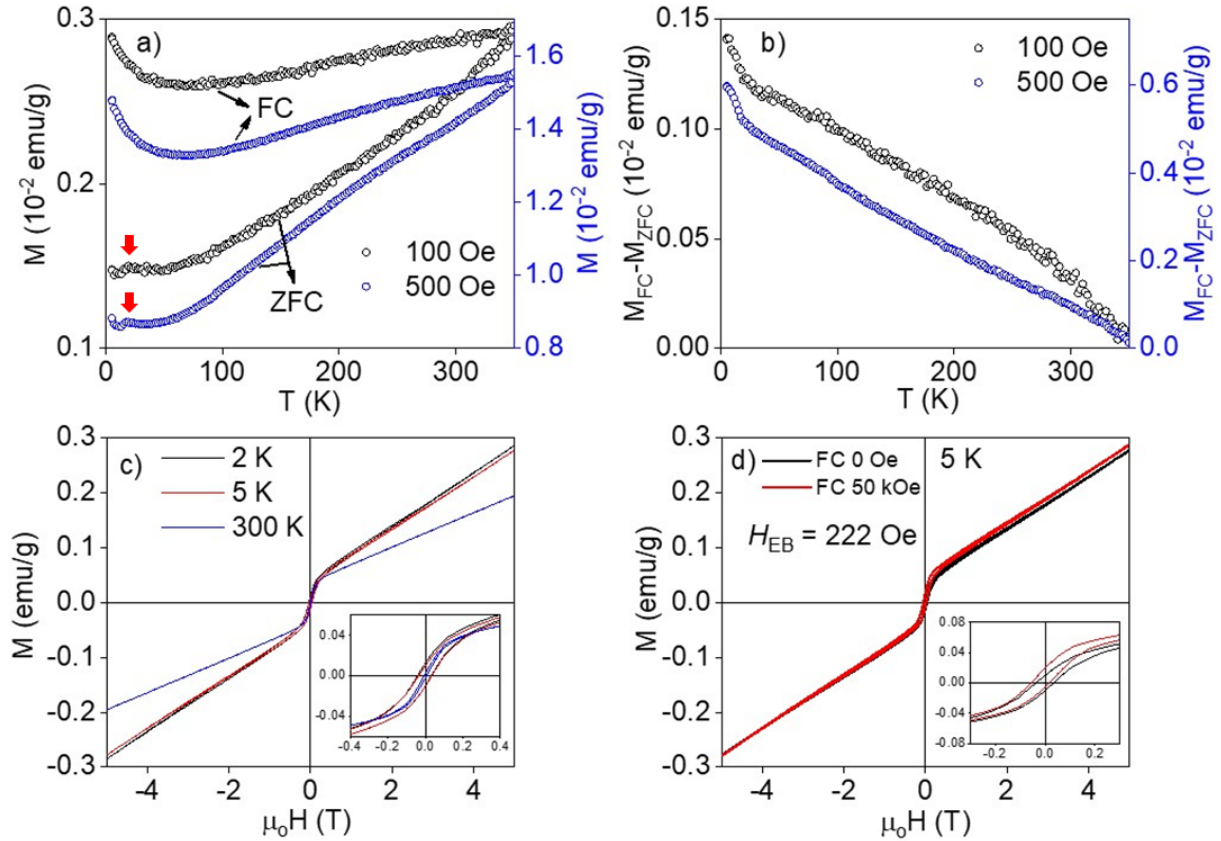 a)
0.3
0.2
0.1
M (10⁻² emu/g)
FC
ZFC
100 Oe
500 Oe
1.6
1.4
1.2
1.0
0.8
M (10⁻² emu/g)
0 100 200 300
T (K)
b)
0.15
0.10
0.05
0.00
M_FC-M_ZFC (10⁻² emu/g)
100 Oe
500 Oe
0.6
0.4
0.2
0.0
M_FC-M_ZFC (10⁻² emu/g)
0 100 200 300
T (K)
c)
0.3
0.2
0.1
0.0
-0.1
-0.2
-0.3
M (emu/g)
2 K
5 K
300 K
0.04
0.00
-0.04
-0.4 -0.2 0.0 0.2 0.4
-4 -2 0 2 4
μ₀H (T)
d)
0.3
0.2
0.1
0.0
-0.1
-0.2
-0.3
M (emu/g)
FC 0 Oe
FC 50 kOe
5 K
H_EB = 222 Oe
0.08
0.04
0.00
-0.04
-0.08
-0.2 0.0 0.2
-4 -2 0 2 4
μ₀H (T)